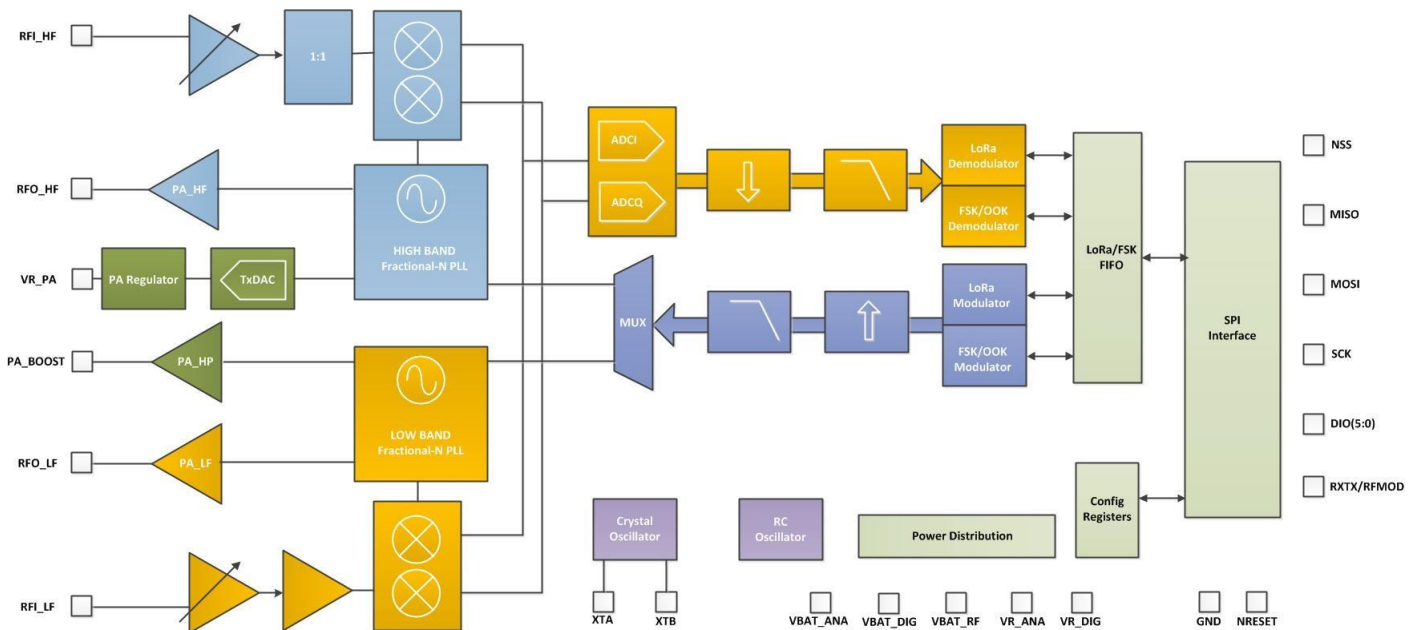 RFI_HF
1:1
RFO_HF
PA_HF
HIGH BAND
Fractional-N PLL
VR_PA
PA Regulator
TxDAC
PA_BOOST
PA_HP
RFO_LF
PA_LF
LOW BAND
Fractional-N PLL
RFI_LF
ADCI
ADCQ
MUX
LoRa
Demodulator
FSK/OOK
Demodulator
LoRa
Modulator
FSK/OOK
Modulator
LoRa/FSK
FIFO
SPI
Interface
Config
Registers
NSS
MISO
MOSI
SCK
DIO(5:0)
RXTX/RFMOD
Crystal
Oscillator
RC
Oscillator
Power Distribution
XTA
XTB
VBAT_ANA
VBAT_DIG
VBAT_RF
VR_ANA
VR_DIG
GND
NRESET